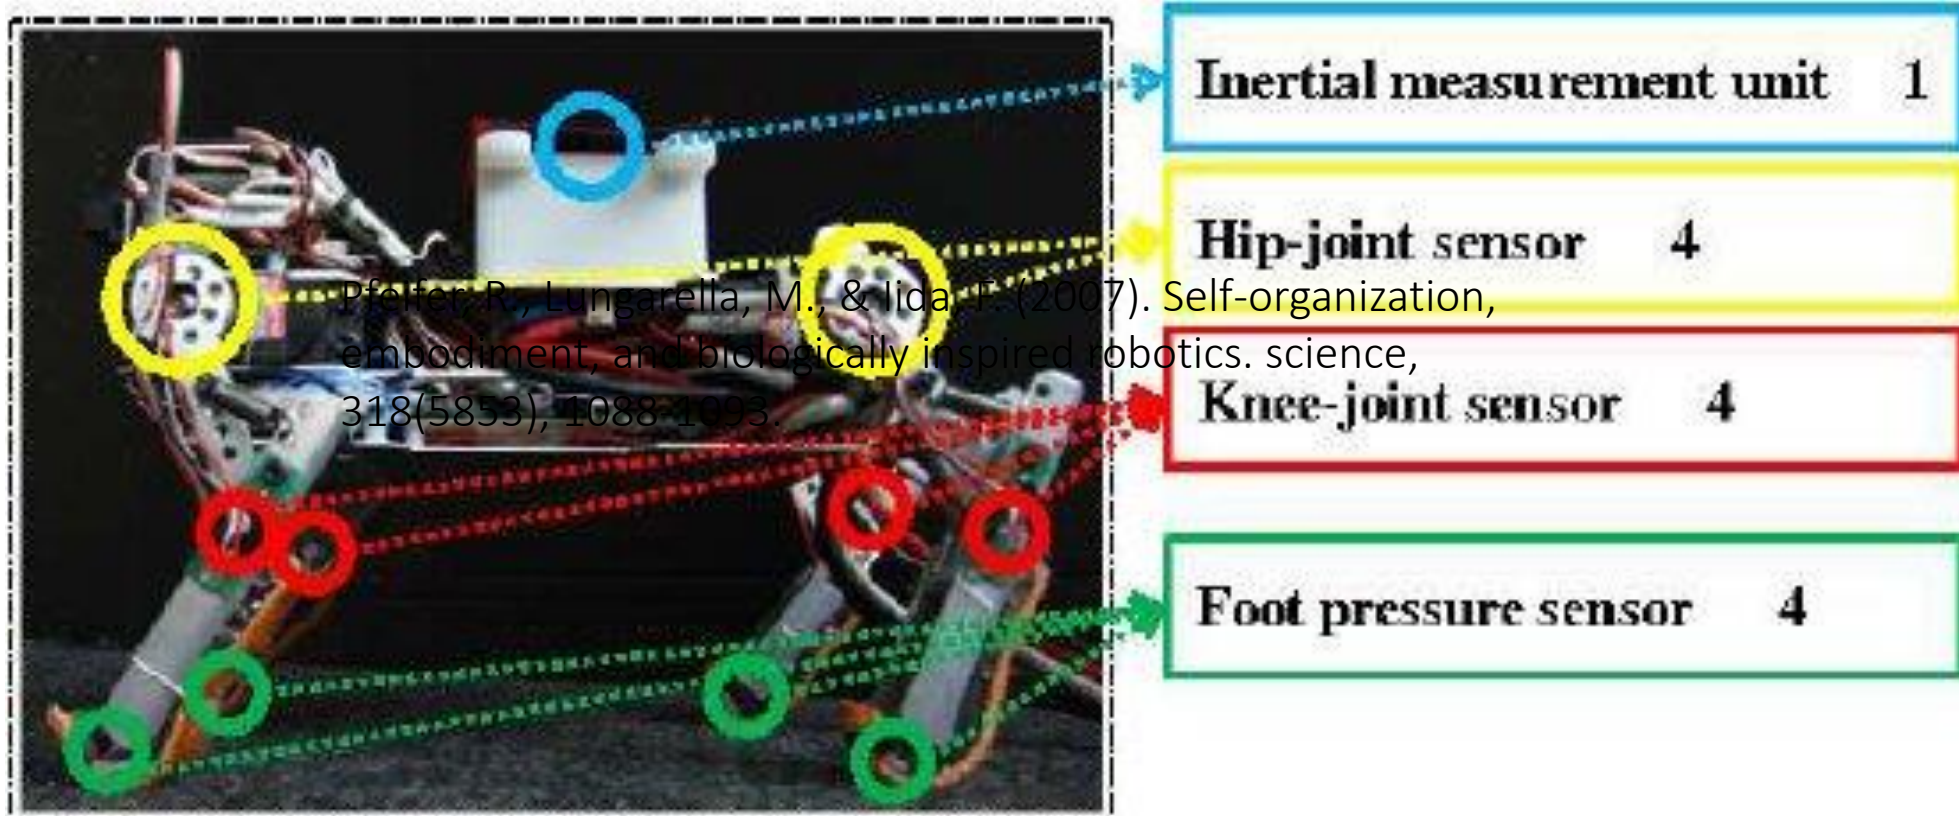 Inertial measurement unit 1
Hip-joint sensor 4
Pfeifer, R., Lungarella, M., & Iida, F. (2007). Self-organization,
embodiment, and biologically inspired robotics. science,
318(5853), 1088-1093.
Knee-joint sensor 4
Foot pressure sensor 4